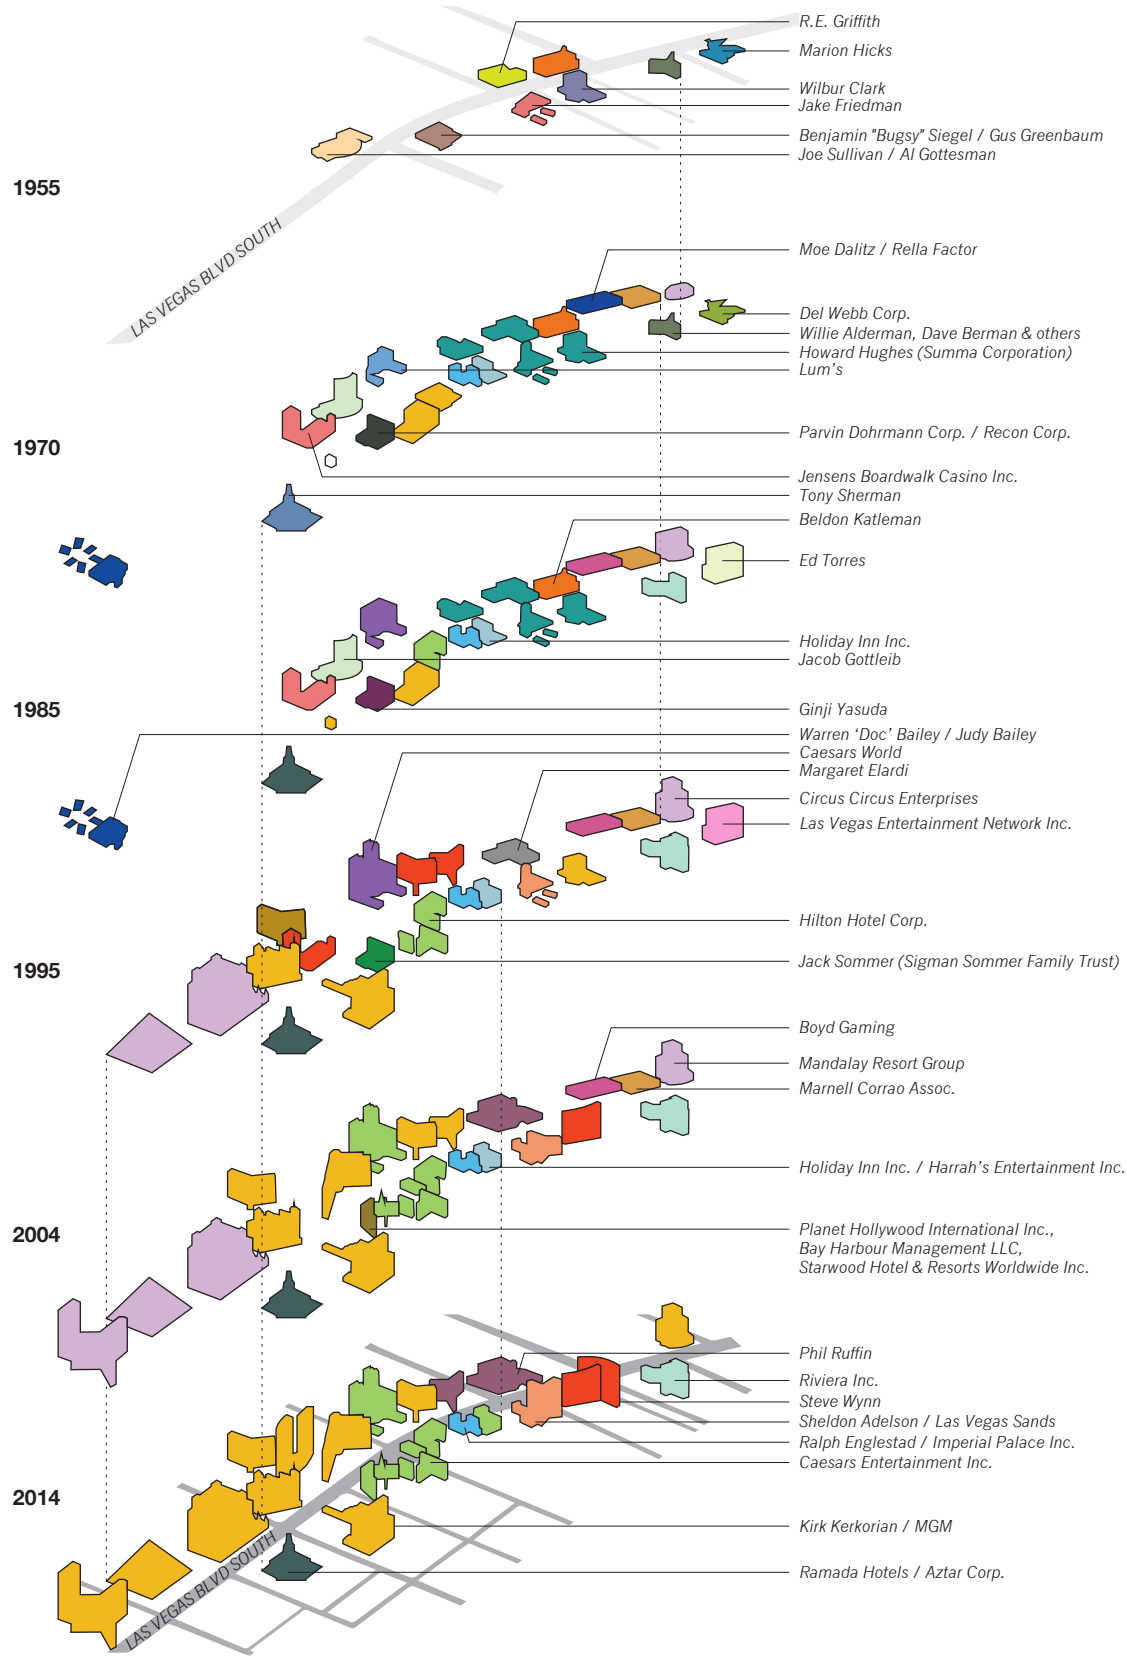 R.E. Griffith
Marion Hicks
Wilbur Clark
Jake Friedman
Benjamin "Bugsy" Siegel / Gus Greenbaum
Joe Sullivan / Al Gottesman
1955
LAS VEGAS BLVD SOUTH
Moe Dalitz / Rella Factor
Del Webb Corp.
Willie Alderman, Dave Berman & others
Howard Hughes (Summa Corporation)
Lum's
Parvin Dohrmann Corp. / Recon Corp.
1970
Jensens Boardwalk Casino Inc.
Tony Sherman
Beldon Katleman
Ed Torres
Holiday Inn Inc.
Jacob Gottleib
Ginji Yasuda
1985
Warren ‘Doc’ Bailey / Judy Bailey
Caesars World
Margaret Elardi
Circus Circus Enterprises
Las Vegas Entertainment Network Inc.
Hilton Hotel Corp.
Jack Sommer (Sigman Sommer Family Trust)
1995
Boyd Gaming
Mandalay Resort Group
Marnell Corrao Assoc.
Holiday Inn Inc. / Harrah's Entertainment Inc.
Planet Hollywood International Inc.,
Bay Harbour Management LLC,
Starwood Hotel & Resorts Worldwide Inc.
2004
Phil Ruffin
Riviera Inc.
Steve Wynn
Sheldon Adelson / Las Vegas Sands
Ralph Englestad / Imperial Palace Inc.
Caesars Entertainment Inc.
2014
Kirk Kerkorian / MGM
Ramada Hotels / Aztar Corp.
LAS VEGAS BLVD SOUTH